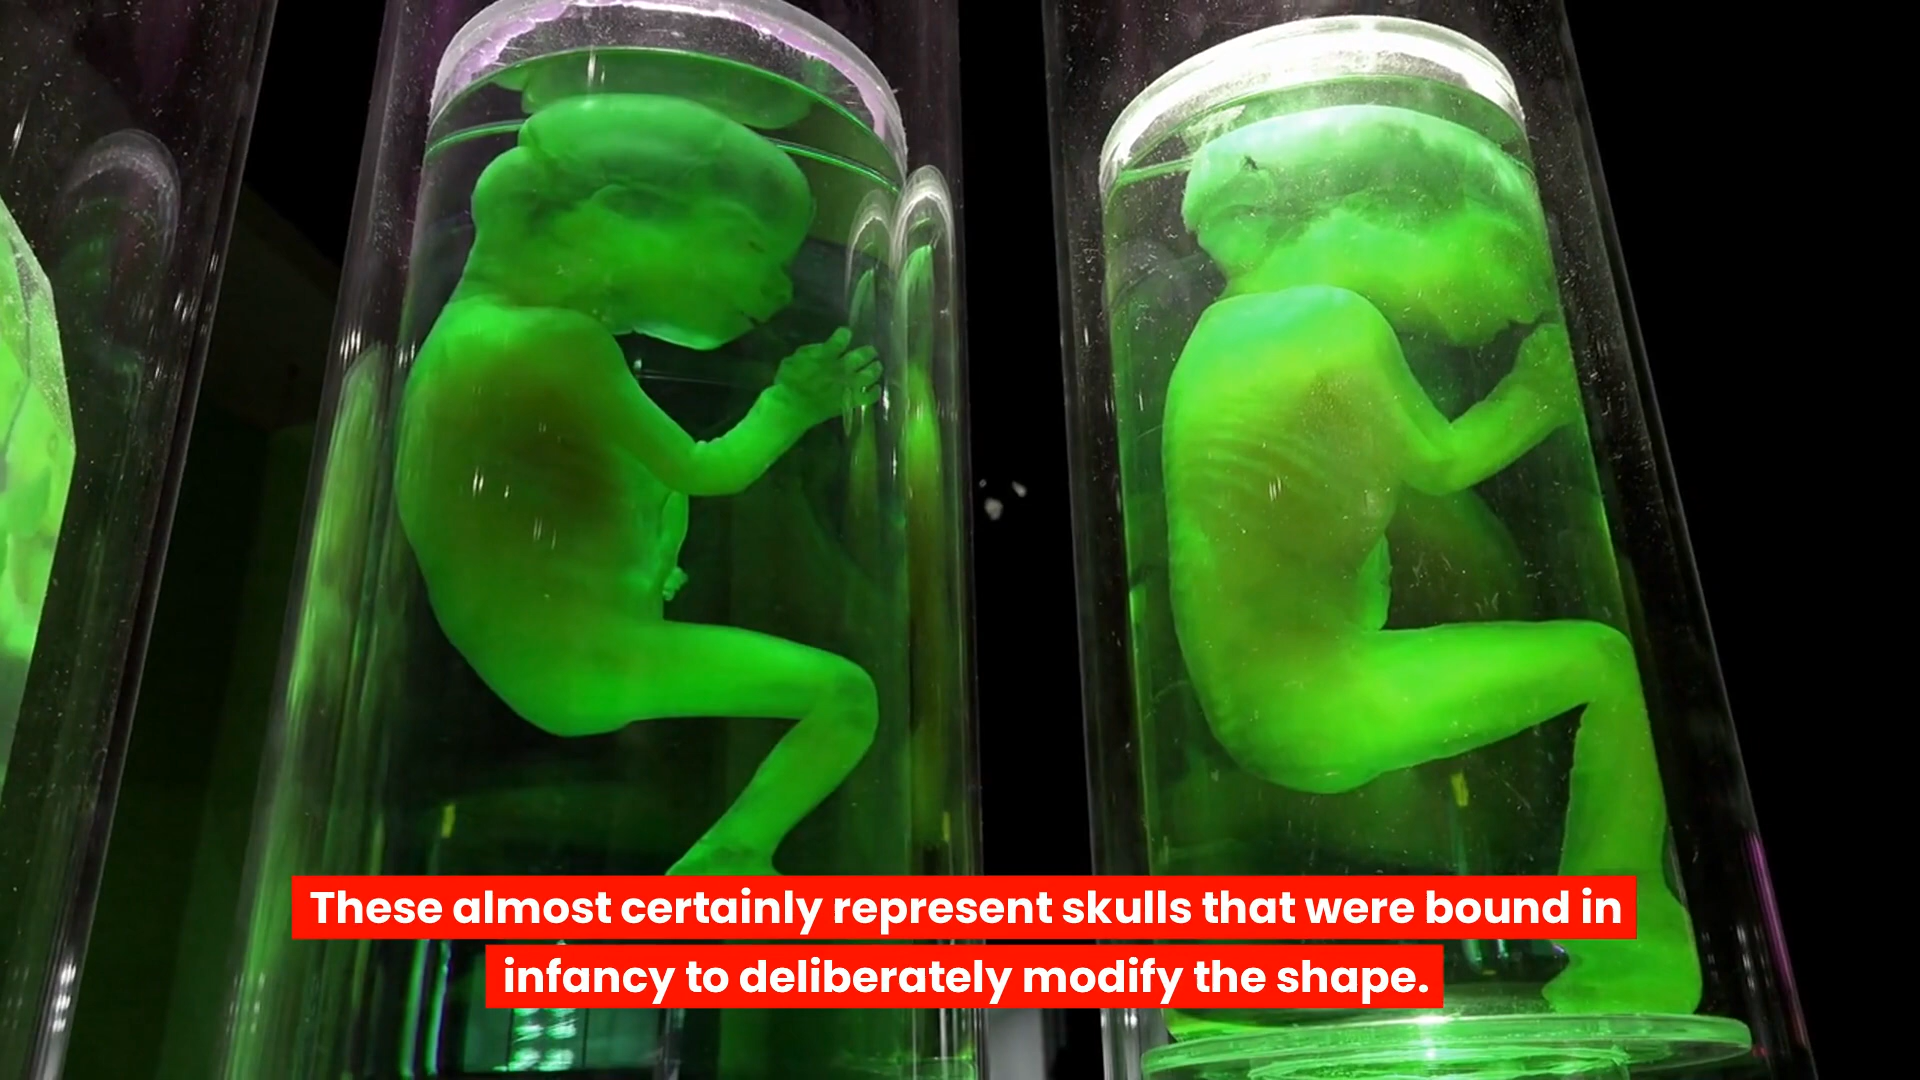 These almost certainly represent skulls that were bound in
infancy to deliberately modify the shape.